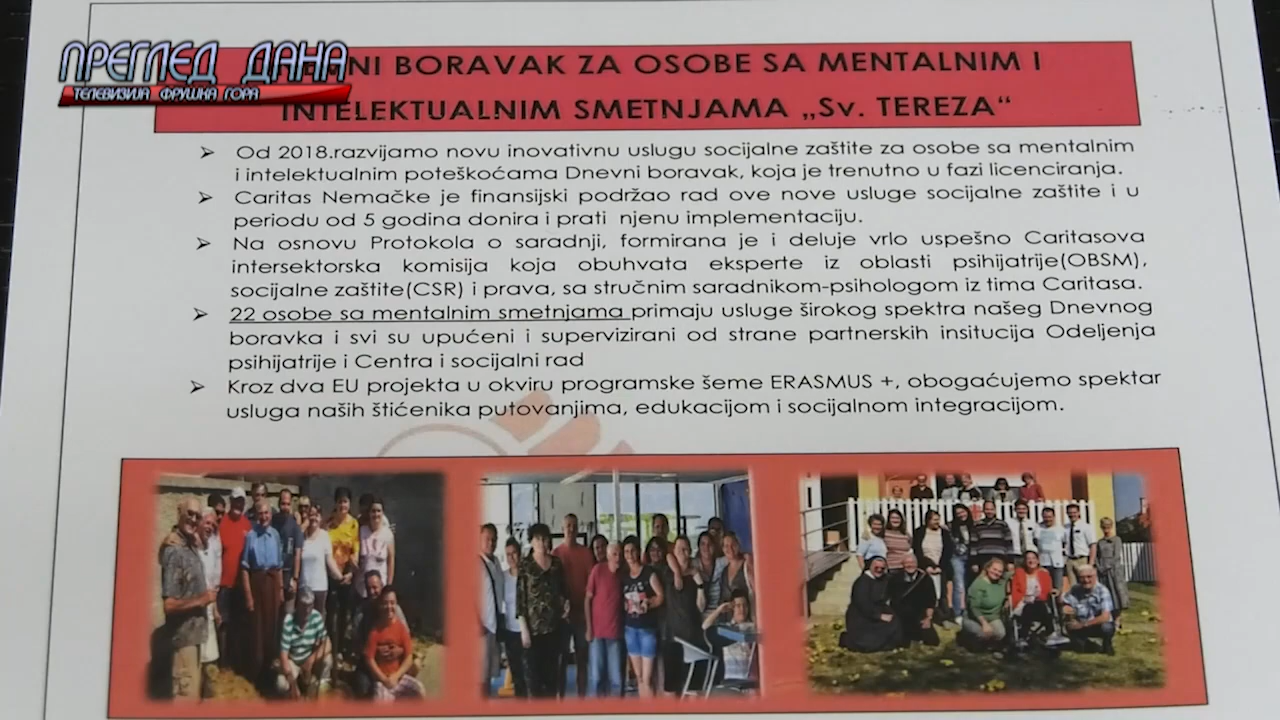 ПРЕГЛЕД ДАНА
ТЕЛЕВИЗИЈА ФРУШКА ГОРА
BORAVAK ZA OSOBE SA MENTALNIM I
INTELEKTUALNIM SMETNJAMA „Sv. TEREZA“
➢ Od 2018.razvijamo novu inovativnu uslugu socijalne zaštite za osobe sa mentalnim
i intelektualnim poteškoćama Dnevni boravak, koja je trenutno u fazi licenciranja.
➢ Caritas Nemačke je finansijski podržao rad ove nove usluge socijalne zaštite i u
periodu od 5 godina donira i prati njenu implementaciju.
➢ Na osnovu Protokola o saradnji, formirana je i deluje vrlo uspešno Caritasova
intersektorska komisija koja obuhvata eksperte iz oblasti psihijatrije(OBSM),
socijalne zaštite(CSR) i prava, sa stručnim saradnikom-psihologom iz tima Caritasa.
➢ 22 osobe sa mentalnim smetnjama primaju usluge širokog spektra našeg Dnevnog
boravka i svi su upućeni i supervizirani od strane partnerskih insitucija Odeljenja
psihijatrije i Centra i socijalni rad
➢ Kroz dva EU projekta u okviru programske šeme ERASMUS +, obogaćujemo spektar
usluga naših štićenika putovanjima, edukacijom i socijalnom integracijom.